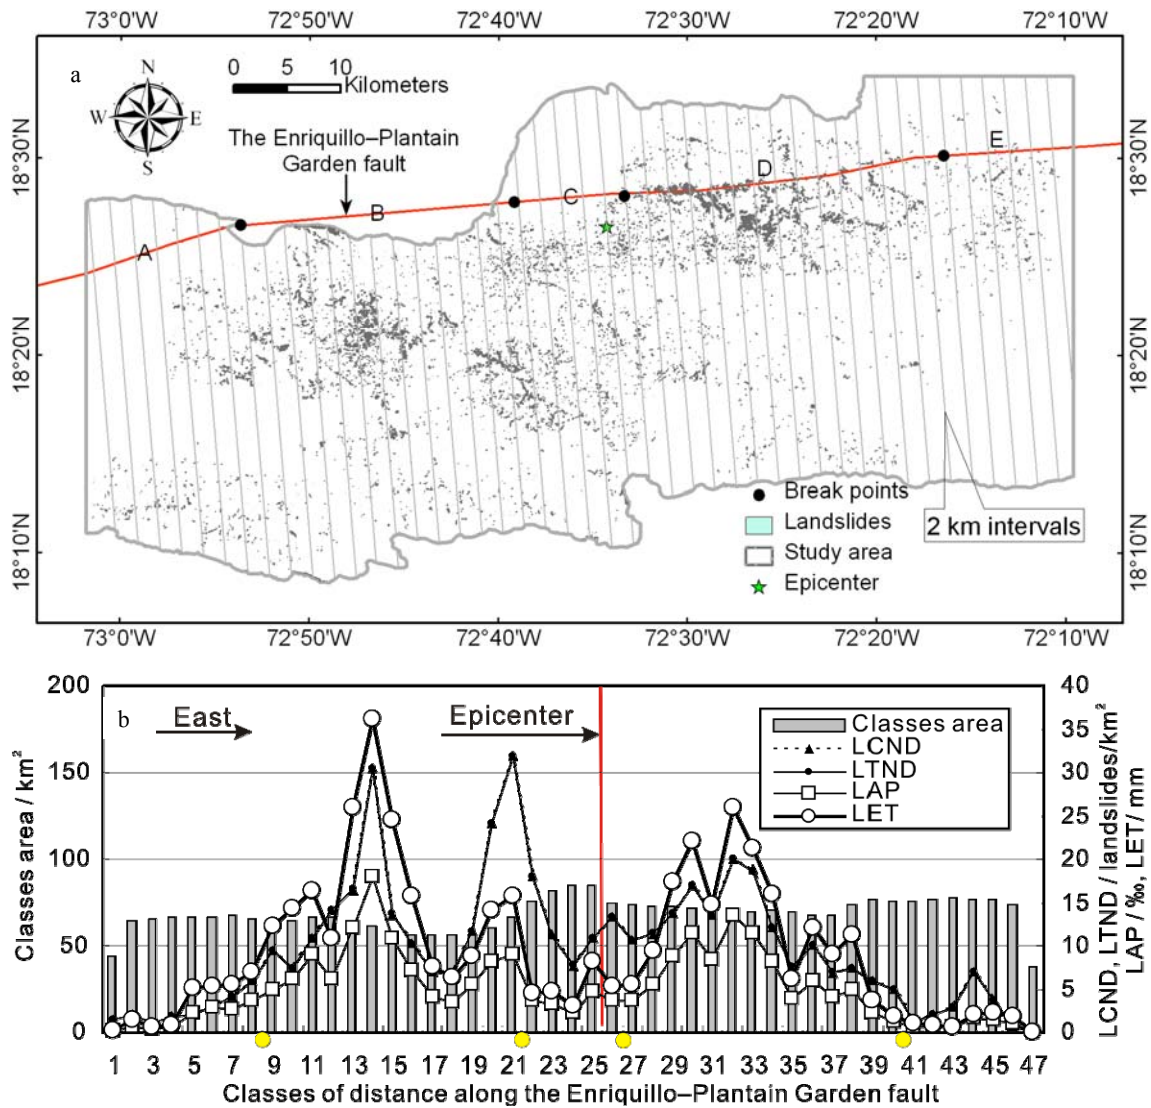 73°0'W 72°50'W 72°40'W 72°30'W 72°20'W 72°10'W
a
N
W E
S
0 5 10
Kilometers
The Enriquillo–Plantain
Garden fault
18°30'N
18°20'N
18°10'N
18°30'N
18°20'N
18°10'N
A
B
C
D
E
Break points
Landslides
Study area
Epicenter
2 km intervals
73°0'W 72°50'W 72°40'W 72°30'W 72°20'W 72°10'W
b
East
Epicenter
Classes area
LCND
LTND
LAP
LET
200
150
100
50
0
Classes area / km²
40
35
30
25
20
15
10
5
0
LCND, LTND / landslides/km²
LAP / ‰, LET/ mm
1 3 5 7 9 11 13 15 17 19 21 23 25 27 29 31 33 35 37 39 41 43 45 47
Classes of distance along the Enriquillo–Plantain Garden fault